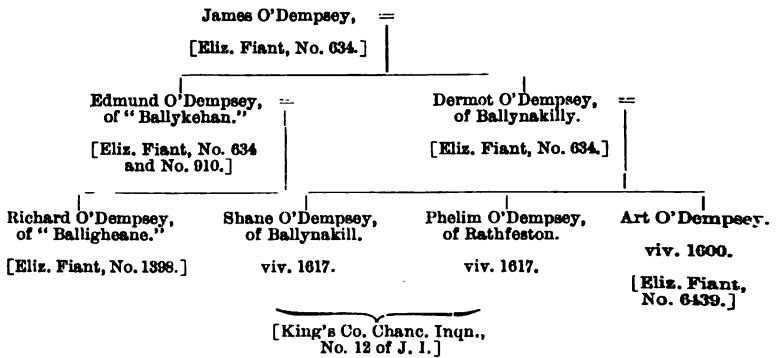 James O'Dempsey, =
[Eliz. Fiant, No. 634.]
Edmund O'Dempsey, =
of "Ballykehan."
[Eliz. Fiant, No. 634
and No. 910.]
Dermot O'Dempsey, =
of Ballynakilly.
[Eliz. Fiant, No. 634.]
Richard O'Dempsey,
of "Balligheane."
[Eliz. Fiant, No. 1398.]
Shane O'Dempsey,
of Ballynakill.
viv. 1617.
Phelim O'Dempsey,
of Rathfeston.
viv. 1617.
Art O'Dempsey.
viv. 1600.
[Eliz. Fiant,
No. 6439.]
[King's Co. Chanc. Inqn.,
No. 12 of J. I.]